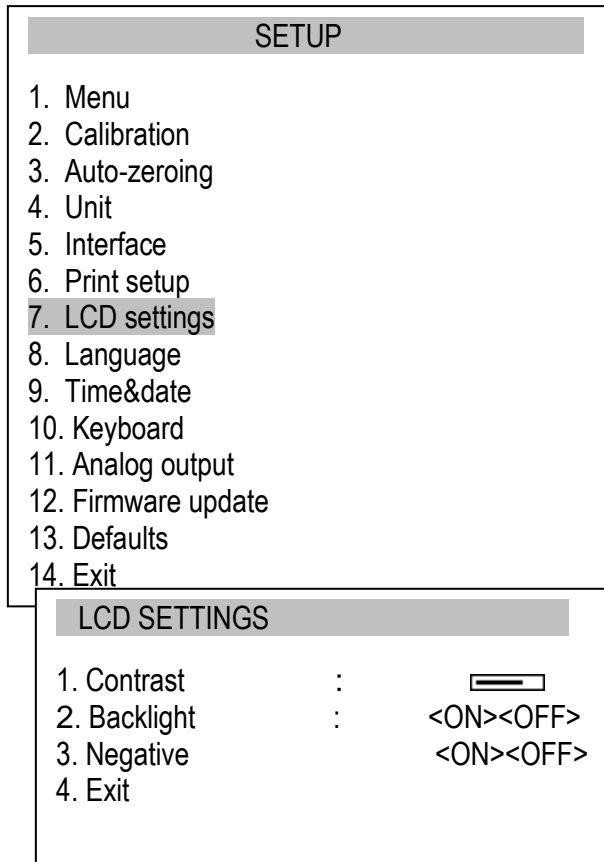 SETUP
1. Menu
2. Calibration
3. Auto-zeroing
4. Unit
5. Interface
6. Print setup
7. LCD settings
8. Language
9. Time&date
10. Keyboard
11. Analog output
12. Firmware update
13. Defaults
14. Exit
LCD SETTINGS
1. Contrast :
2. Backlight : <ON><OFF>
3. Negative <ON><OFF>
4. Exit